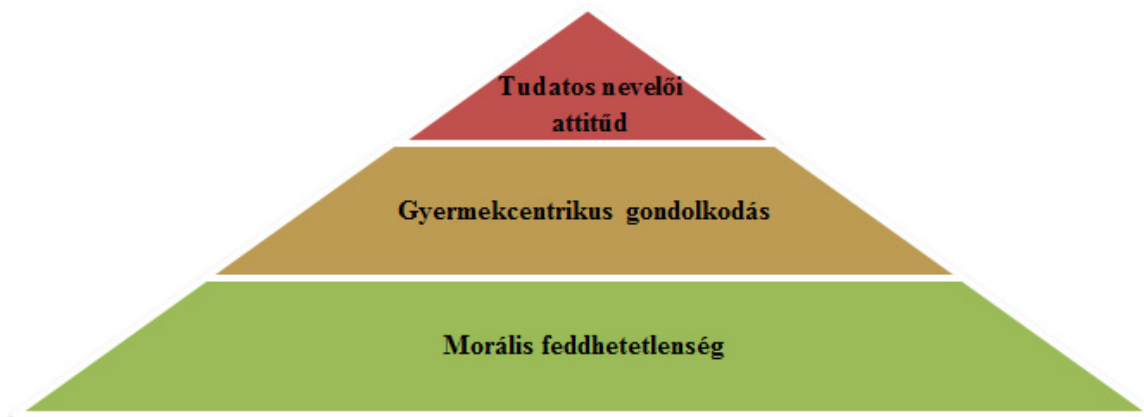 Tudatos nevelői
attitűd
Gyermekcentrikus gondolkodás
Morális feddhetetlenség